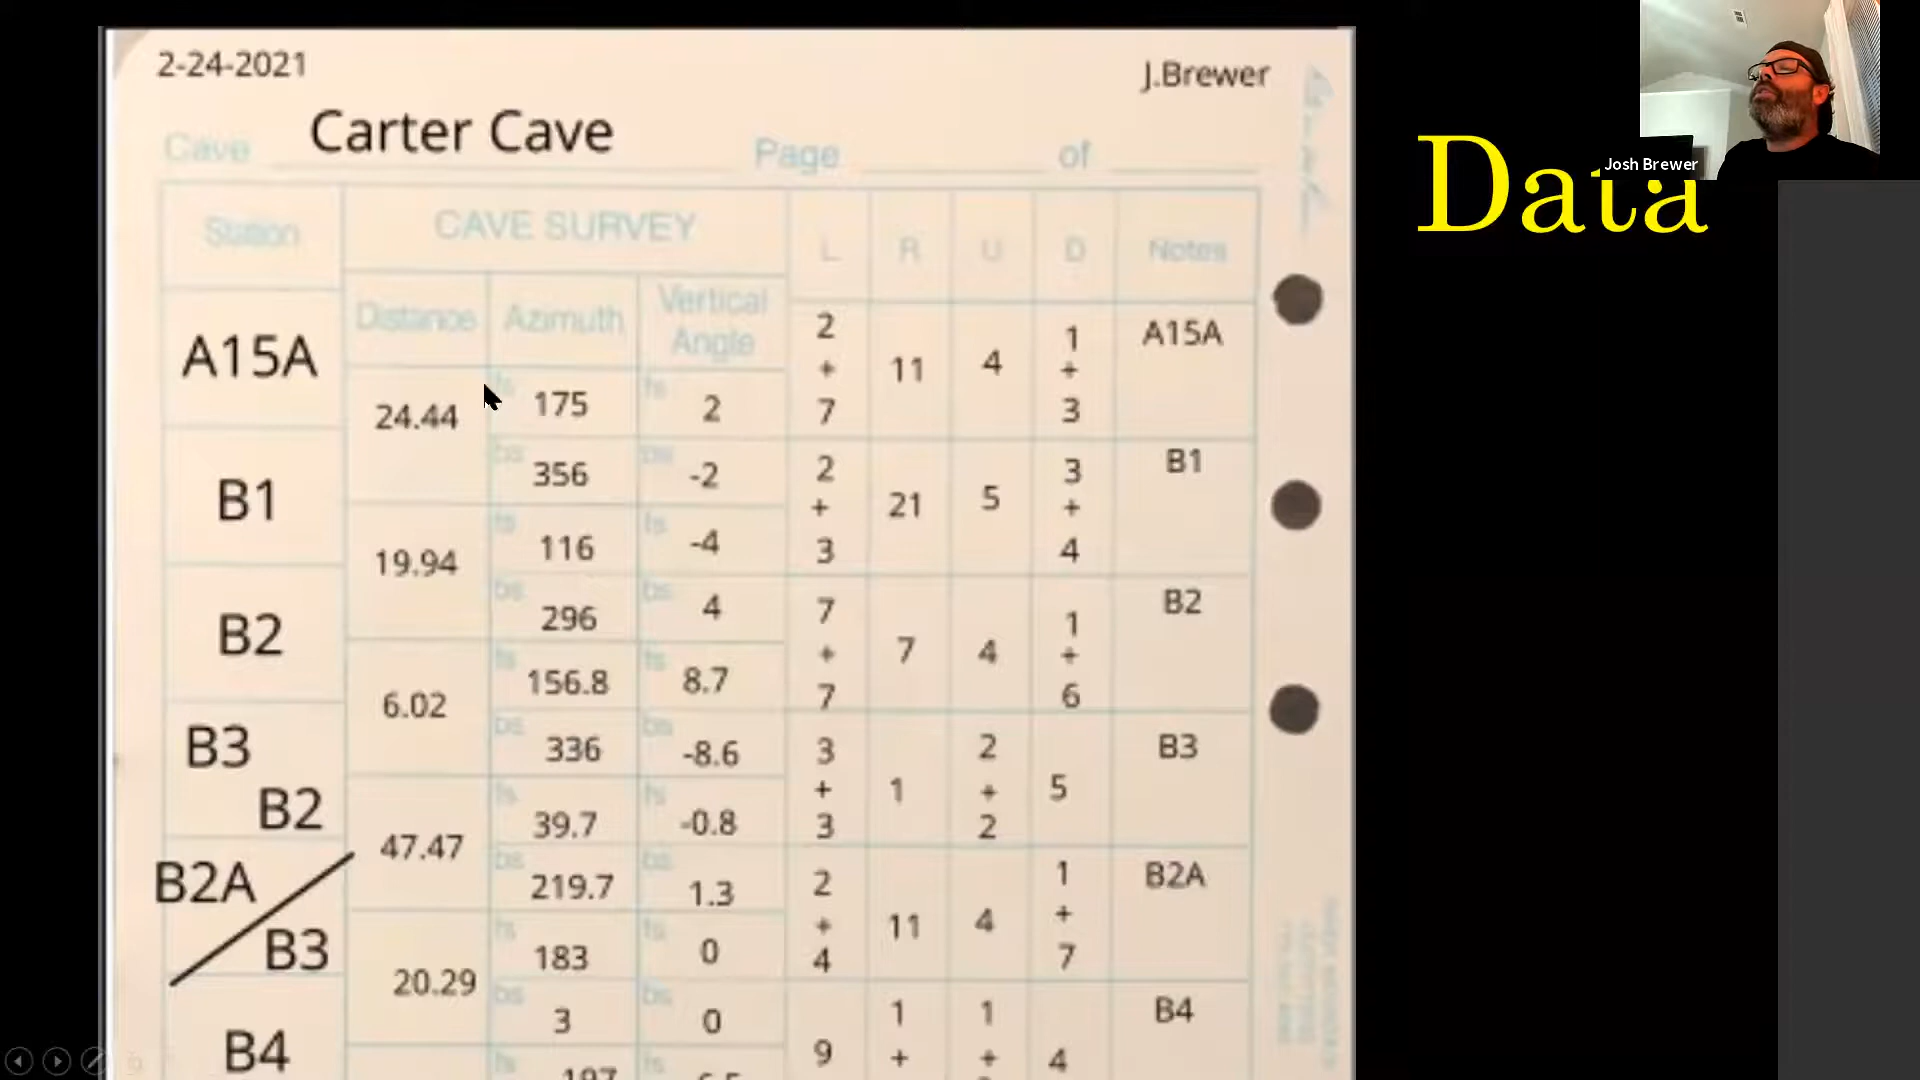 2-24-2021
J.Brewer
Josh Brewer
Data
Cave Carter Cave Page of
Station CAVE SURVEY L R U D Notes
Distance Azimuth Vertical
Angle
A15A
24.44
fs 175 fs 2
bs 356 bs -2
2
+
7
11
4
1
+
3
A15A
B1
19.94
fs 116 fs -4
bs 296 bs 4
2
+
3
21
5
3
+
4
B1
B2
6.02
fs 156.8 fs 8.7
bs 336 bs -8.6
7
+
7
7
4
1
+
6
B2
B3
B2
47.47
fs 39.7 fs -0.8
bs 219.7 bs 1.3
3
+
3
1
2
+
2
5
B3
B2A
B3
20.29
fs 183 fs 0
bs 3 bs 0
2
+
4
11
4
1
+
7
B2A
B4
9
1
+
1
+
4
B4